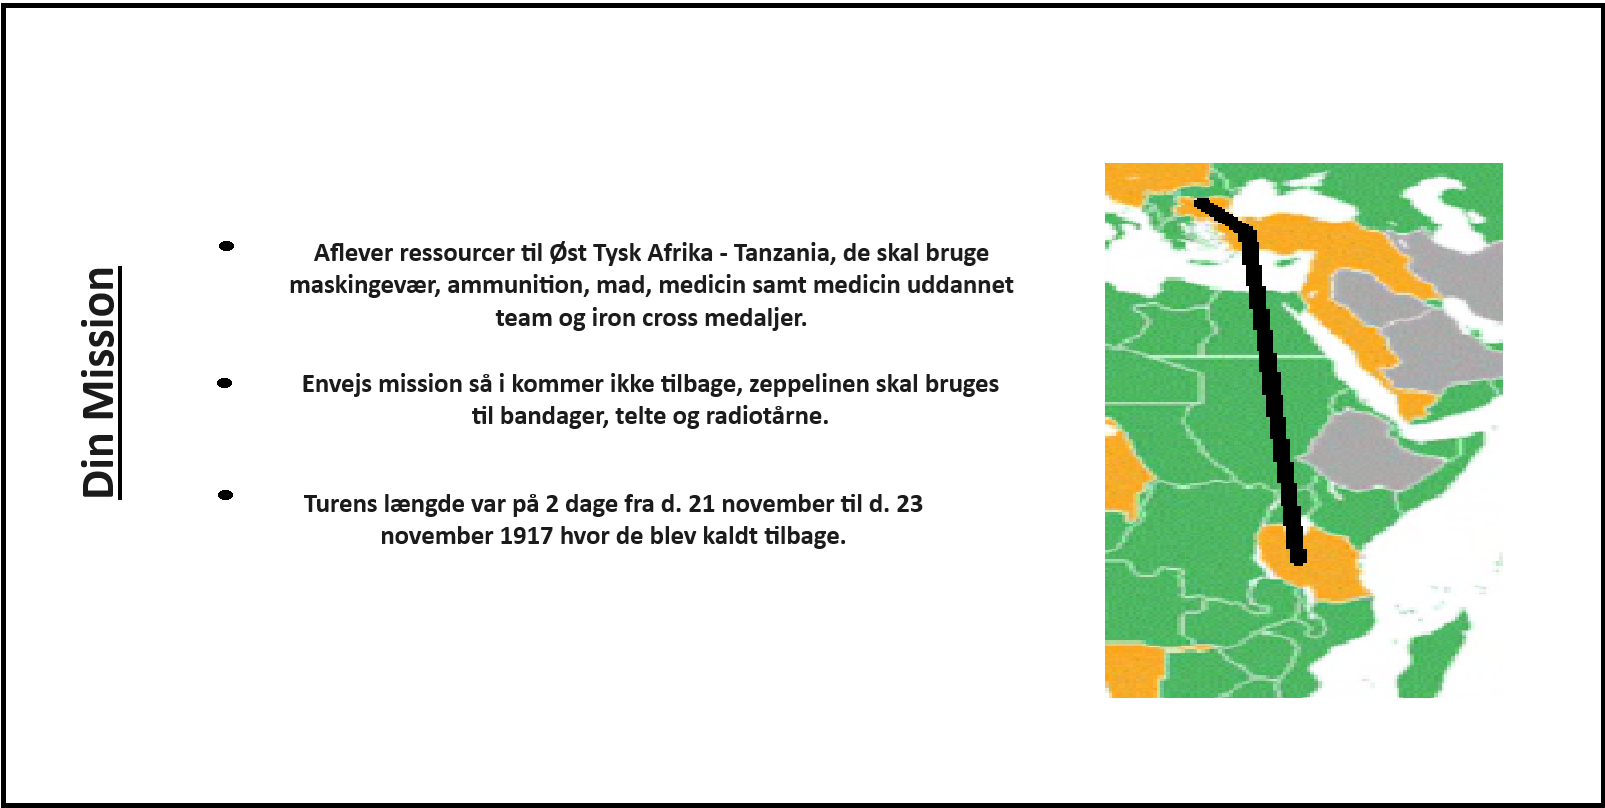 Din Mission
Aflever ressourcer til Øst Tysk Afrika - Tanzania, de skal bruge
maskingevær, ammunition, mad, medicin samt medicin uddannet
team og iron cross medaljer.
Envejs mission så i kommer ikke tilbage, zeppelinen skal bruges
til bandager, telte og radiotårne.
Turens længde var på 2 dage fra d. 21 november til d. 23
november 1917 hvor de blev kaldt tilbage.